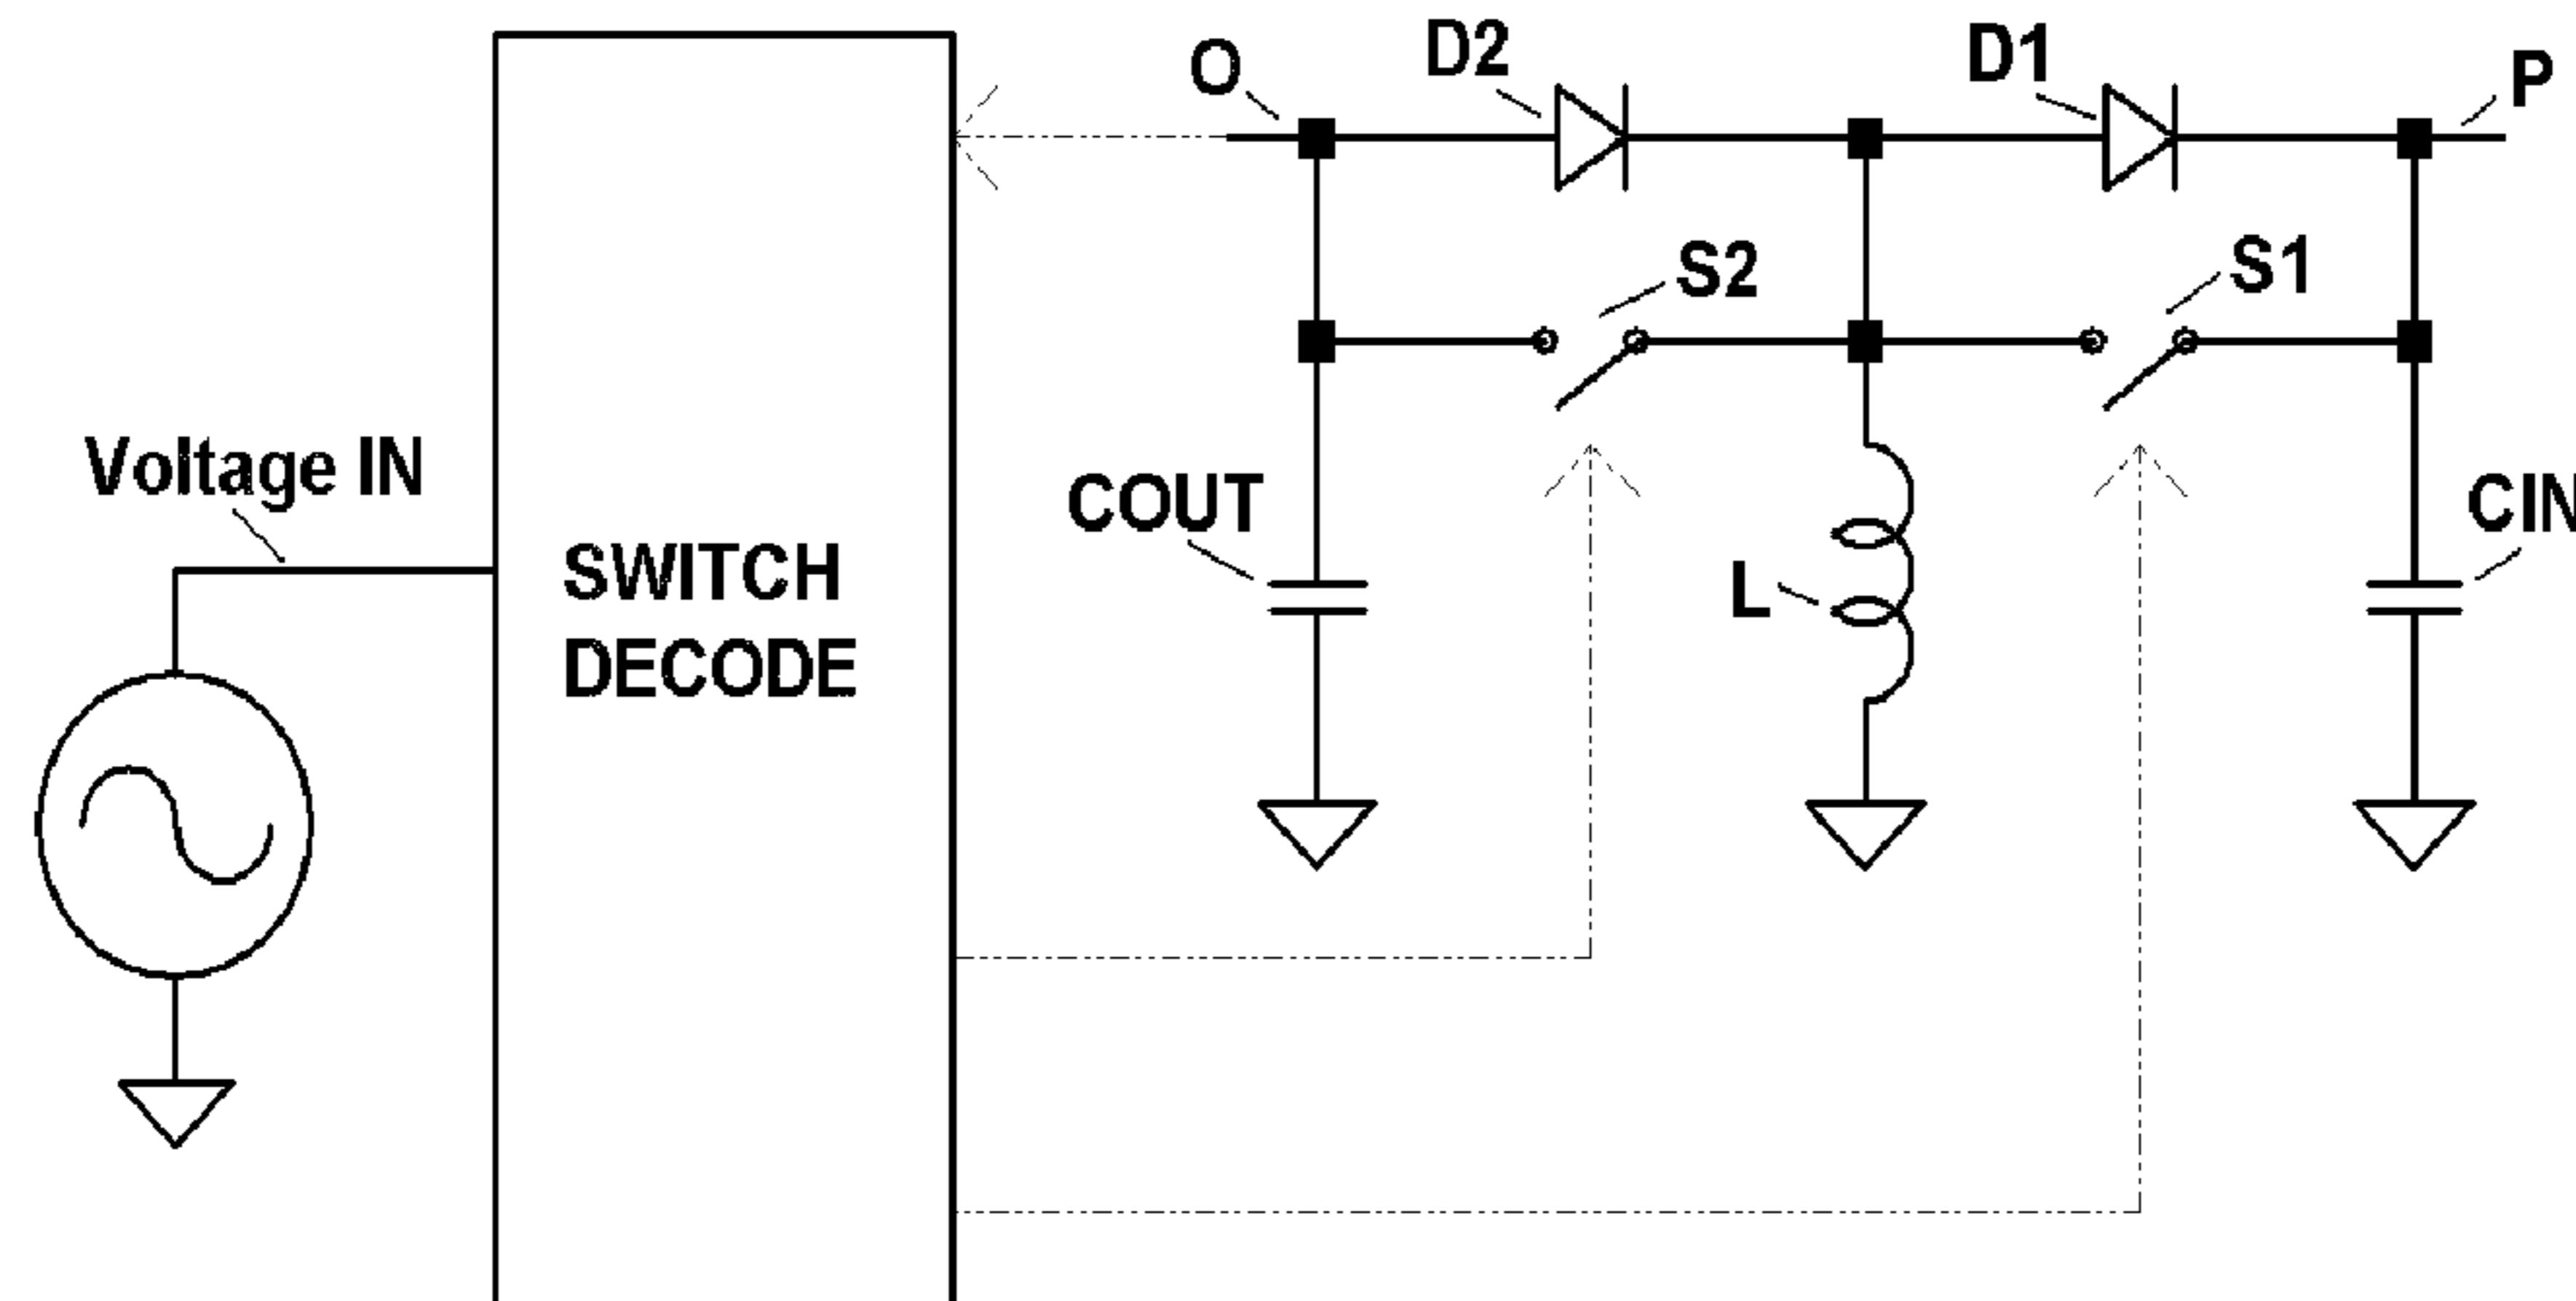 O
D2
D1
P
S2
S1
Voltage IN
COUT
CIN
SWITCH
DECODE
L